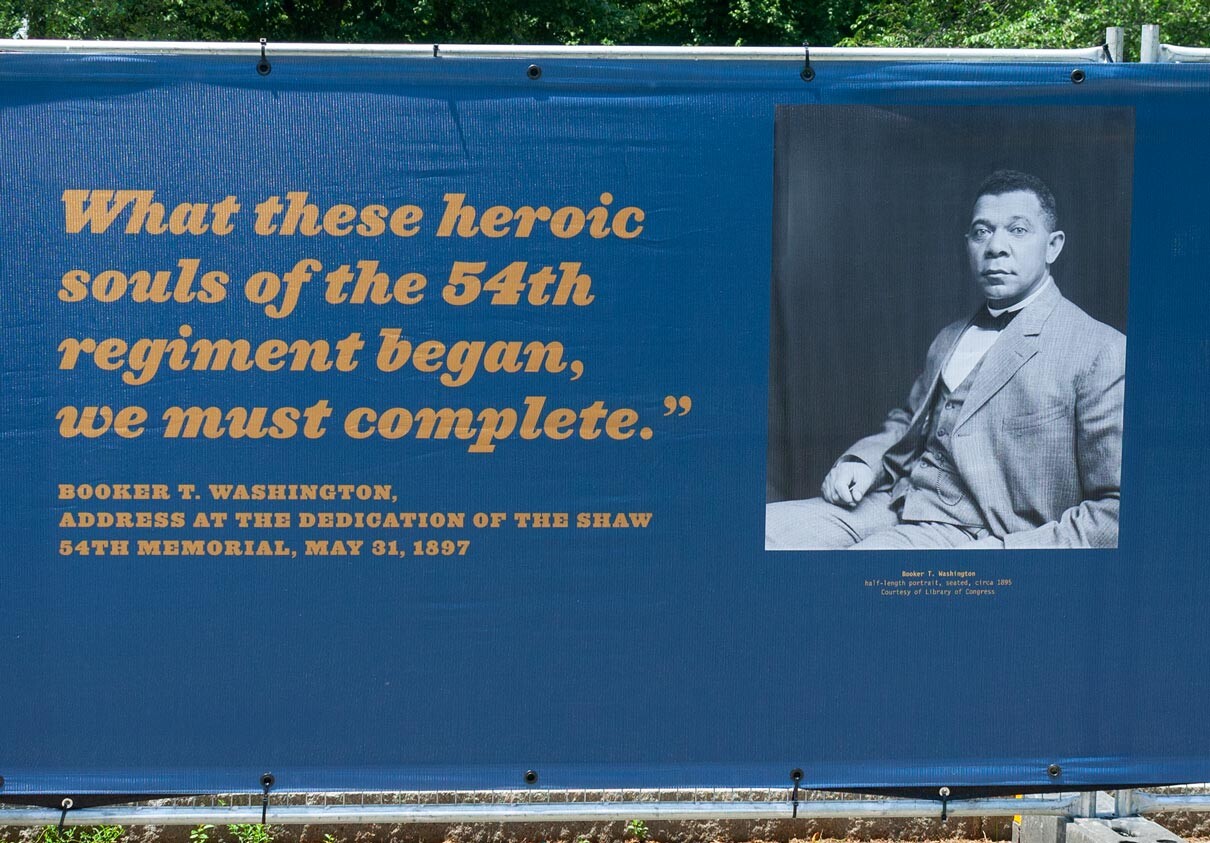 What these heroic
souls of the 54th
regiment began,
we must complete.”
BOOKER T. WASHINGTON,
ADDRESS AT THE DEDICATION OF THE SHAW
54TH MEMORIAL, MAY 31, 1897
Booker T. Washington
half-length portrait, seated, circa 1895
Courtesy of Library of Congress